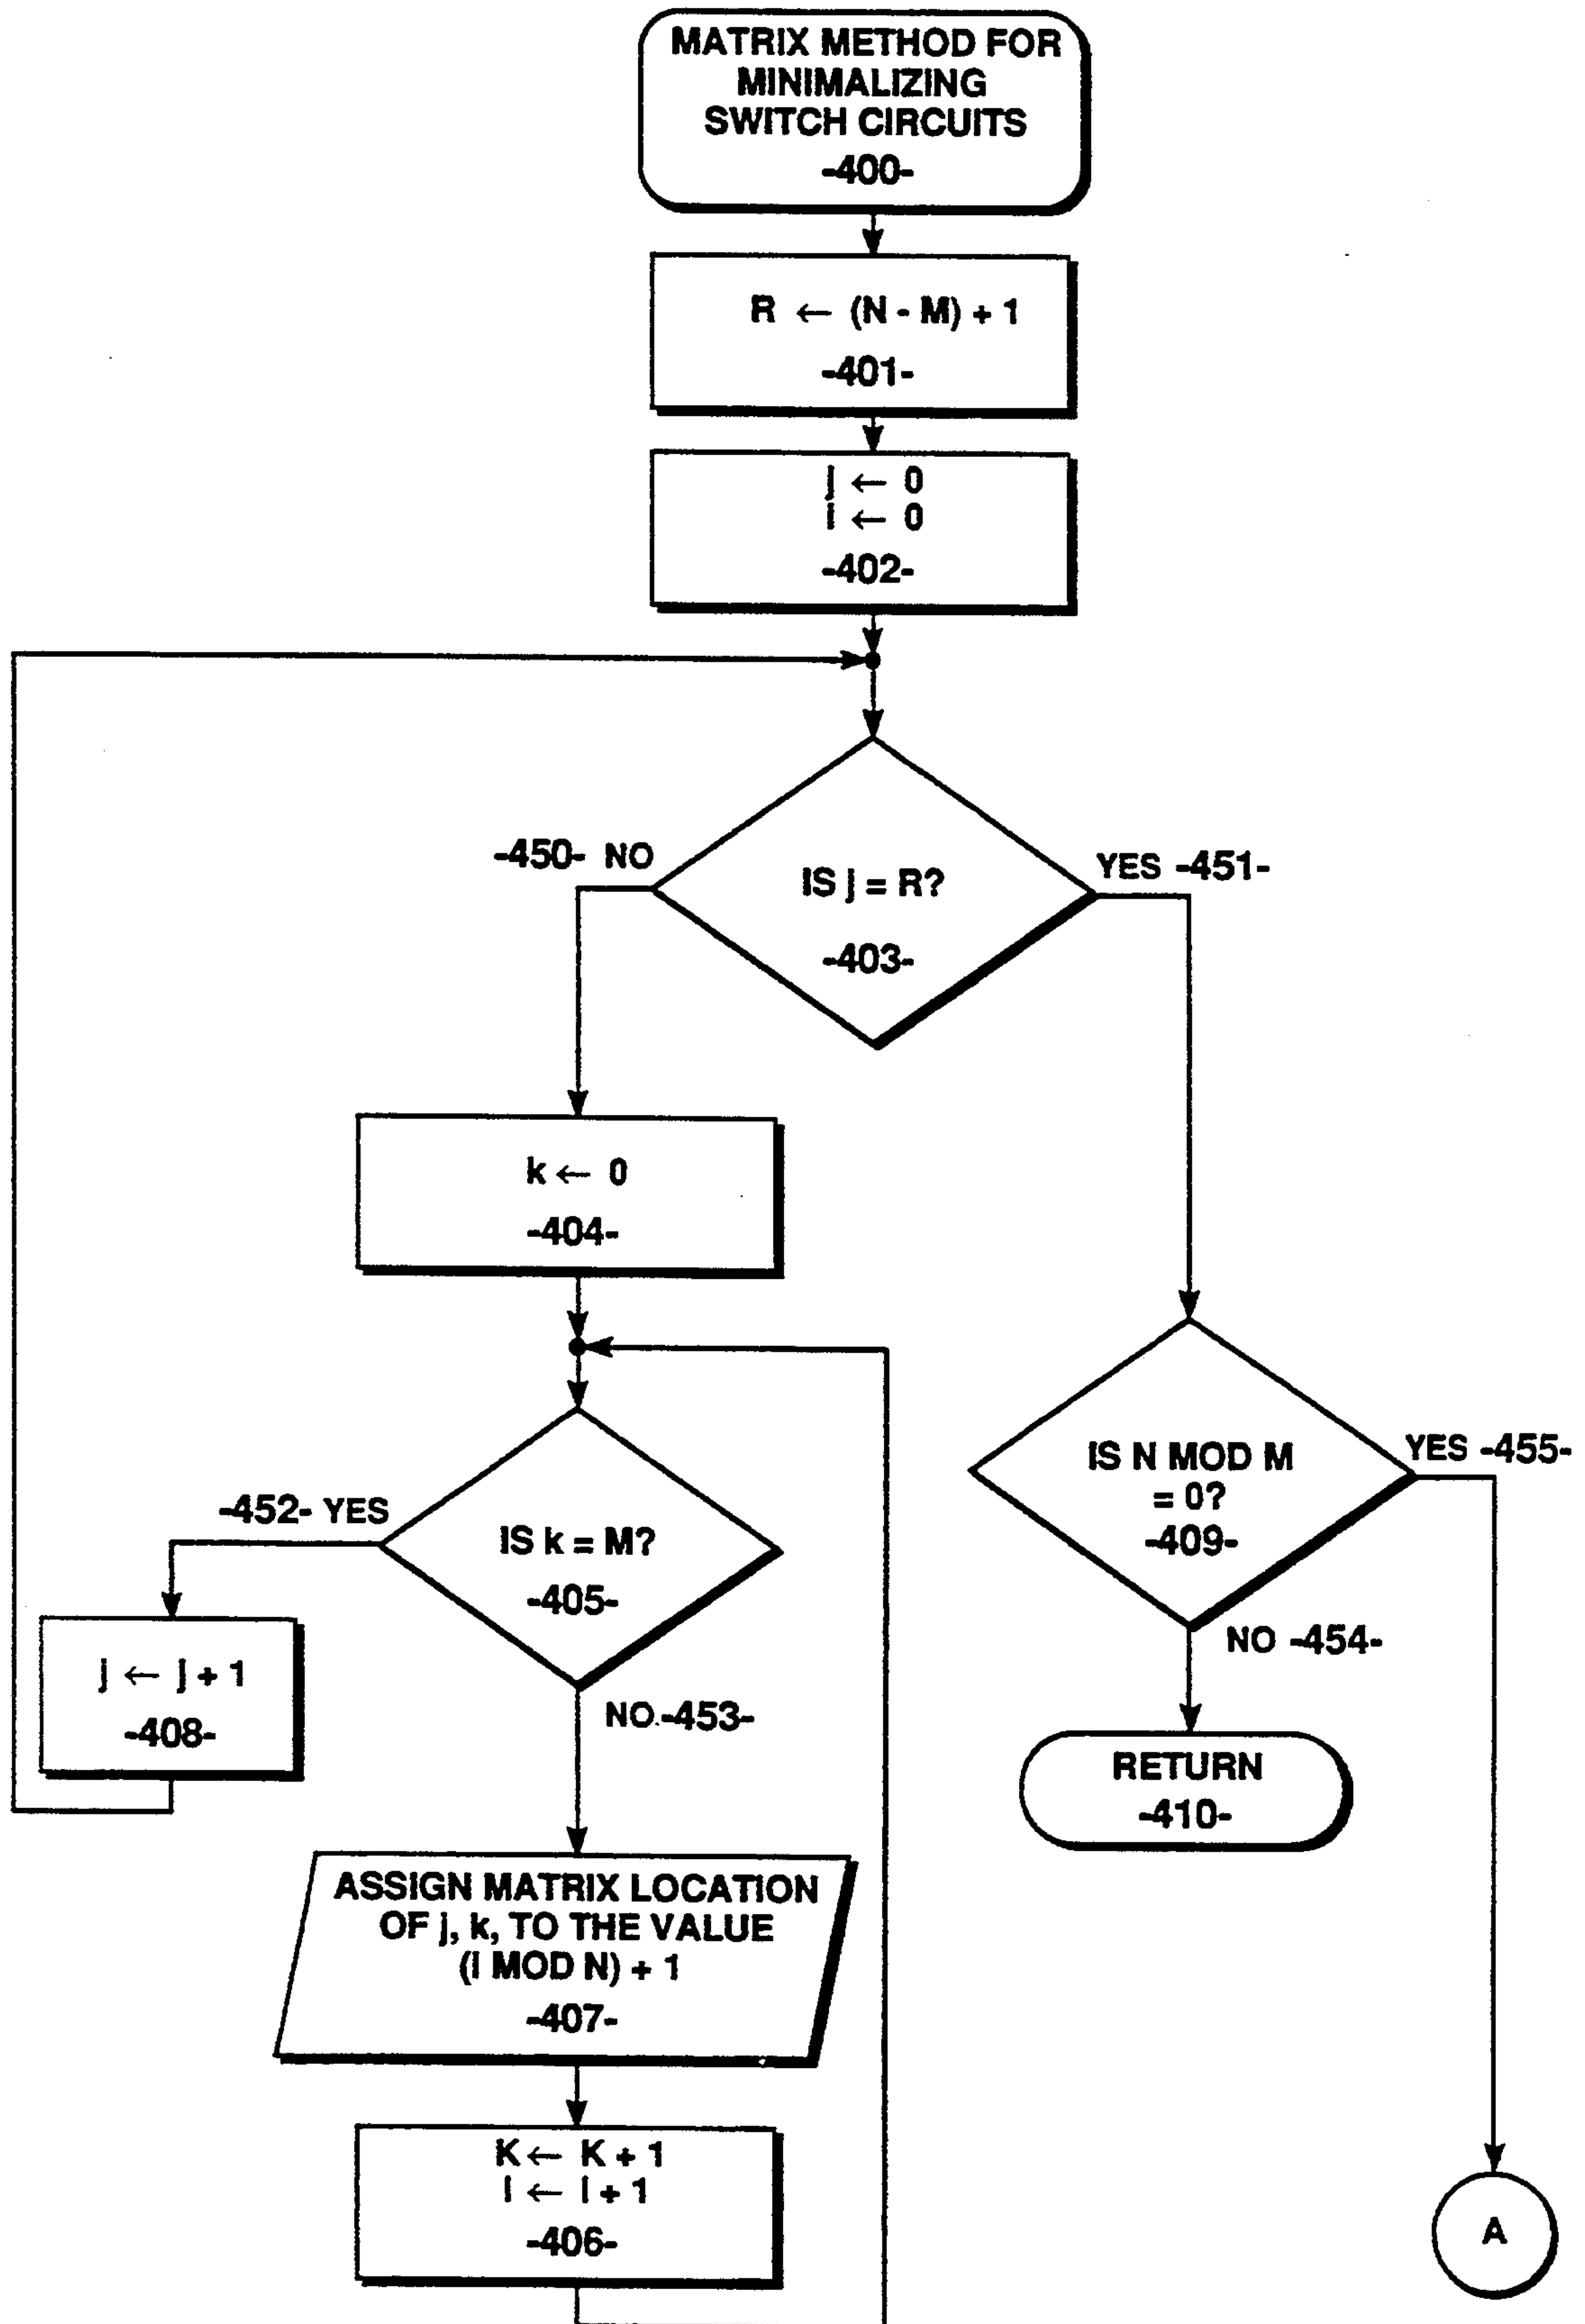 MATRIX METHOD FOR
MINIMALIZING
SWITCH CIRCUITS
-400-
R ← (N - M) + 1
-401-
j ← 0
i ← 0
-402-
-450- NO
YES -451-
IS j = R?
-403-
k ← 0
-404-
IS N MOD M
= 0?
-409-
YES -455-
-452- YES
IS k = M?
-405-
NO -454-
j ← j + 1
-408-
NO -453-
RETURN
-410-
ASSIGN MATRIX LOCATION
OF j, k, TO THE VALUE
(I MOD N) + 1
-407-
K ← K + 1
I ← I + 1
-406-
A